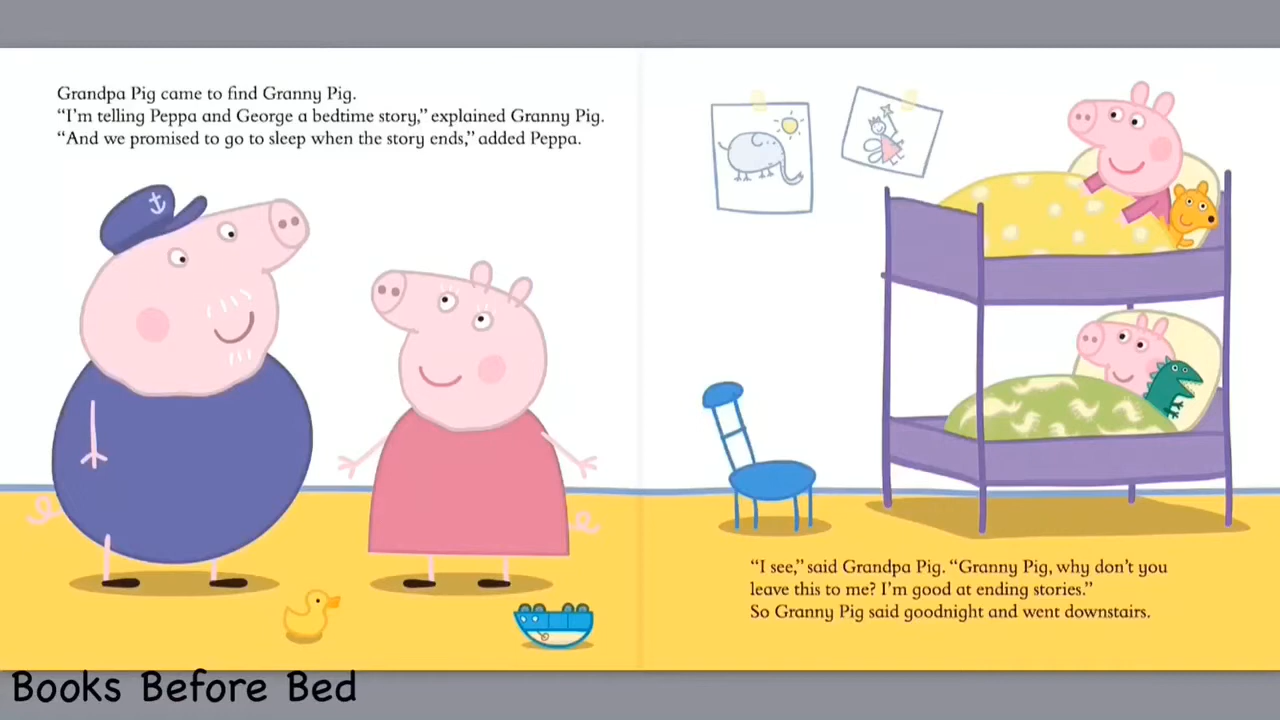 Grandpa Pig came to find Granny Pig.
“I’m telling Peppa and George a bedtime story,” explained Granny Pig.
“And we promised to go to sleep when the story ends,” added Peppa.
“I see,” said Grandpa Pig. “Granny Pig, why don’t you
leave this to me? I’m good at ending stories.”
So Granny Pig said goodnight and went downstairs.
Books Before Bed